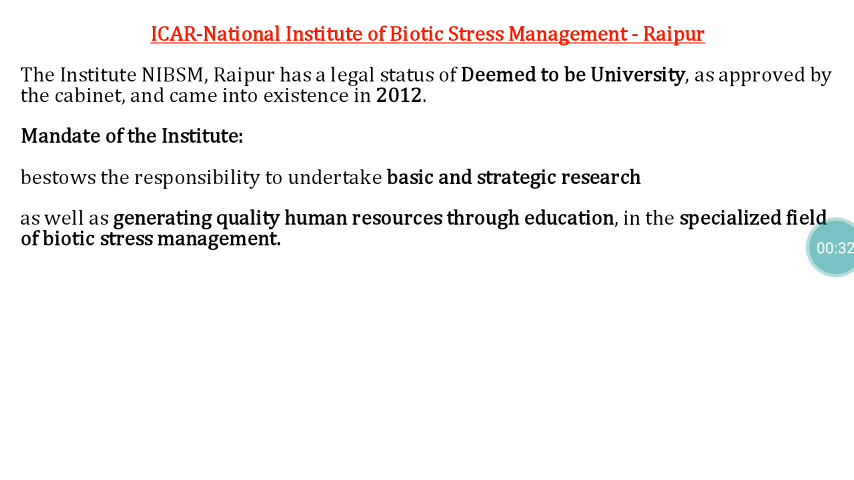 ICAR-National Institute of Biotic Stress Management - Raipur
The Institute NIBSM, Raipur has a legal status of Deemed to be University, as approved by
the cabinet, and came into existence in 2012.
Mandate of the Institute:
bestows the responsibility to undertake basic and strategic research
as well as generating quality human resources through education, in the specialized field
of biotic stress management.
00:32